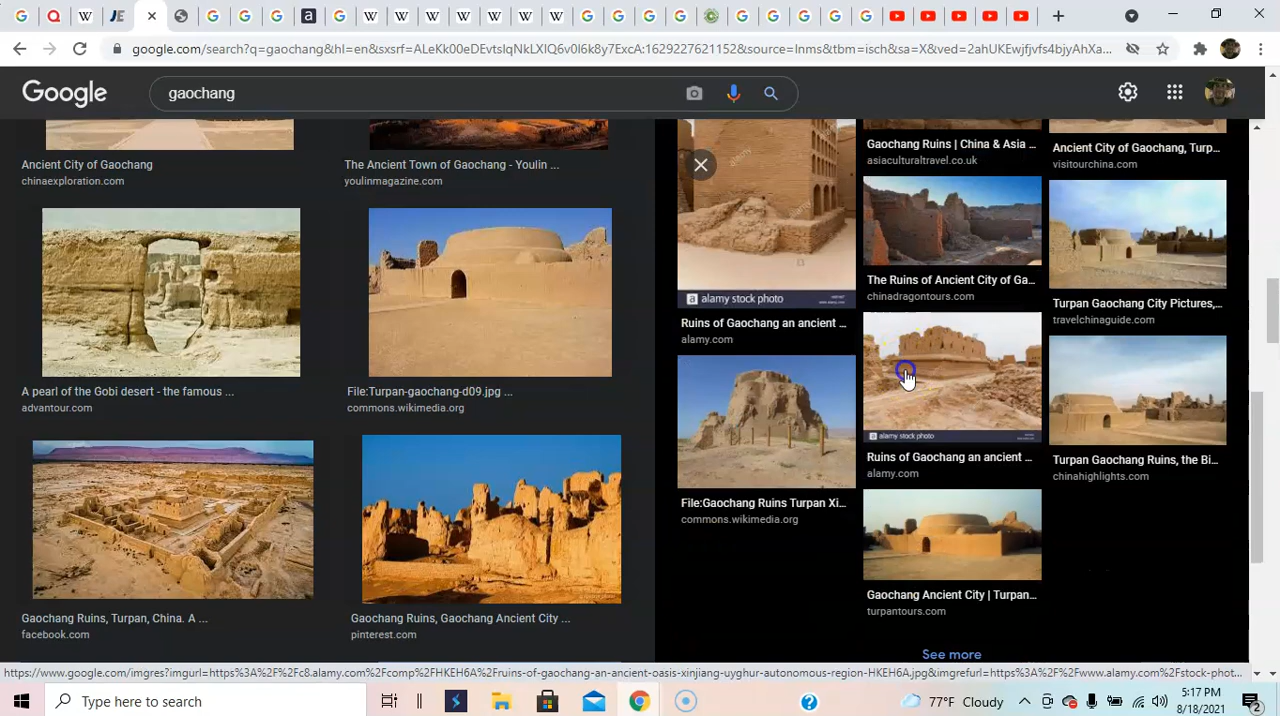 google.com/search?q=gaochang&hl=en&sxsrf=ALeKk00eDEvtsIqNkLXIQ6v0I6k8y7ExcA:1629227621152&source=lnms&tbm=isch&sa=X&ved=2ahUKEwjfjvfs4bjyAhXa...
Google
gaochang
Ancient City of Gaochang
chinaexploration.com
The Ancient Town of Gaochang - Youlin ...
youlinmagazine.com
A pearl of the Gobi desert - the famous ...
advantour.com
File:Turpan-gaochang-d09.jpg ...
commons.wikimedia.org
Gaochang Ruins, Turpan, China. A ...
facebook.com
Gaochang Ruins, Gaochang Ancient City ...
pinterest.com
alamy
alamy
a alamy stock photo
Ruins of Gaochang an ancient ...
alamy.com
File:Gaochang Ruins Turpan Xi...
commons.wikimedia.org
Gaochang Ruins | China & Asia ...
asiaculturaltravel.co.uk
The Ruins of Ancient City of Ga...
chinadragontours.com
a alamy stock photo
Ruins of Gaochang an ancient ...
alamy.com
Gaochang Ancient City | Turpan...
turpantours.com
Ancient City of Gaochang, Turp...
visitourchina.com
Turpan Gaochang City Pictures,...
travelchinaguide.com
Turpan Gaochang Ruins, the Bi...
chinahighlights.com
See more
https://www.google.com/imgres?imgurl=https%3A%2F%2Fc8.alamy.com%2Fcomp%2FHKEH6A%2Fruins-of-gaochang-an-ancient-oasis-xinjiang-uyghur-autonomous-region-HKEH6A.jpg&imgrefurl=https%3A%2F%2Fwww.alamy.com%2Fstock-phot...
Type here to search
77°F Cloudy
5:17 PM
8/18/2021
2